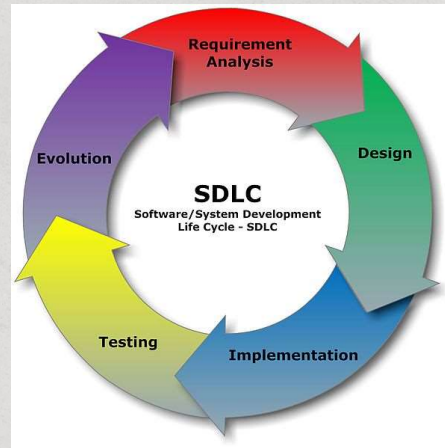 Requirement
Analysis
Design
Implementation
Testing
Evolution
SDLC
Software/System Development
Life Cycle - SDLC